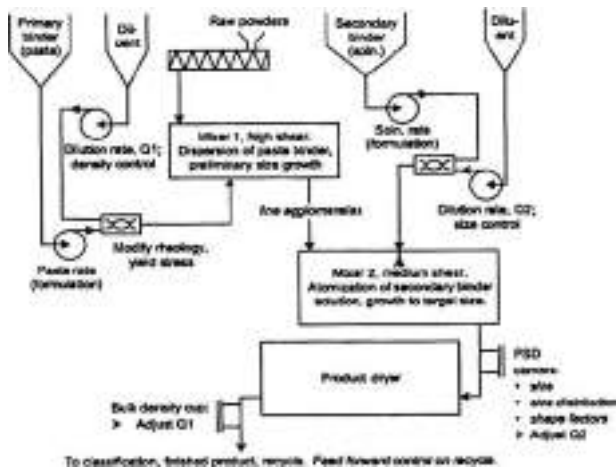 Primary
binder
(paste)
Diluent
Raw powders
Secondary
binder
(soln.)
Diluent
Dilution rate, Q1;
density control
Mixer 1, high shear.
Dispersion of paste binder,
preliminary size growth
Soln. rate
(formulation)
Dilution rate, Q2;
size control
fine agglomerates
Modify rheology,
yield stress
Paste rate
(formulation)
Mixer 2, medium shear.
Atomization of secondary binder
solution, growth to target size.
Product dryer
PSD
camera:
• size
• size distribution
• shape factors
➤ Adjust Q2
Bulk density cup:
➤ Adjust Q1
To classification, finished product, recycle. Feed forward control on recycle.